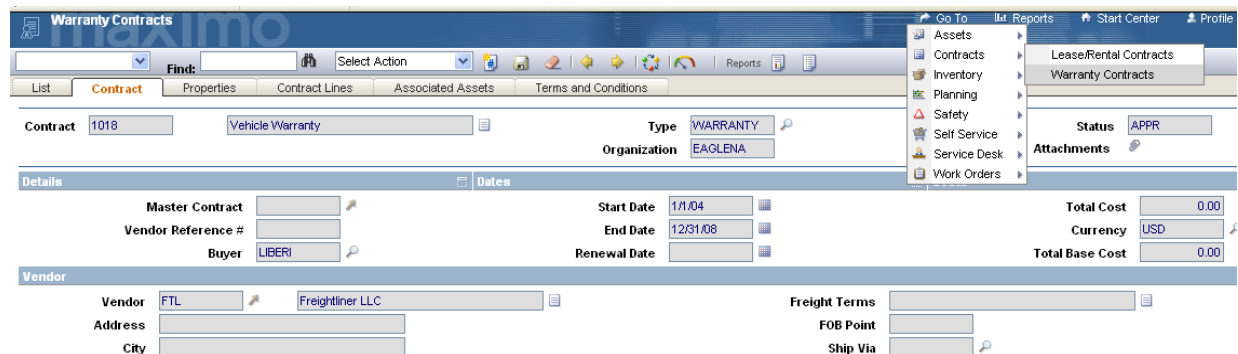 Warranty Contracts
maximo
Go To Reports Start Center Profile
Assets
Contracts
Inventory
Planning
Safety
Self Service
Service Desk
Work Orders
Lease/Rental Contracts
Warranty Contracts
Find: Select Action Reports
List Contract Properties Contract Lines Associated Assets Terms and Conditions
Contract 1018 Vehicle Warranty Type WARRANTY Status APPR
Organization EAGLENA Attachments
Details Dates
Master Contract Start Date 1/1/04 Total Cost 0.00
Vendor Reference # End Date 12/31/08 Currency USD
Buyer LIBERI Renewal Date Total Base Cost 0.00
Vendor
Vendor FTL Freightliner LLC Freight Terms
Address FOB Point
City Ship Via